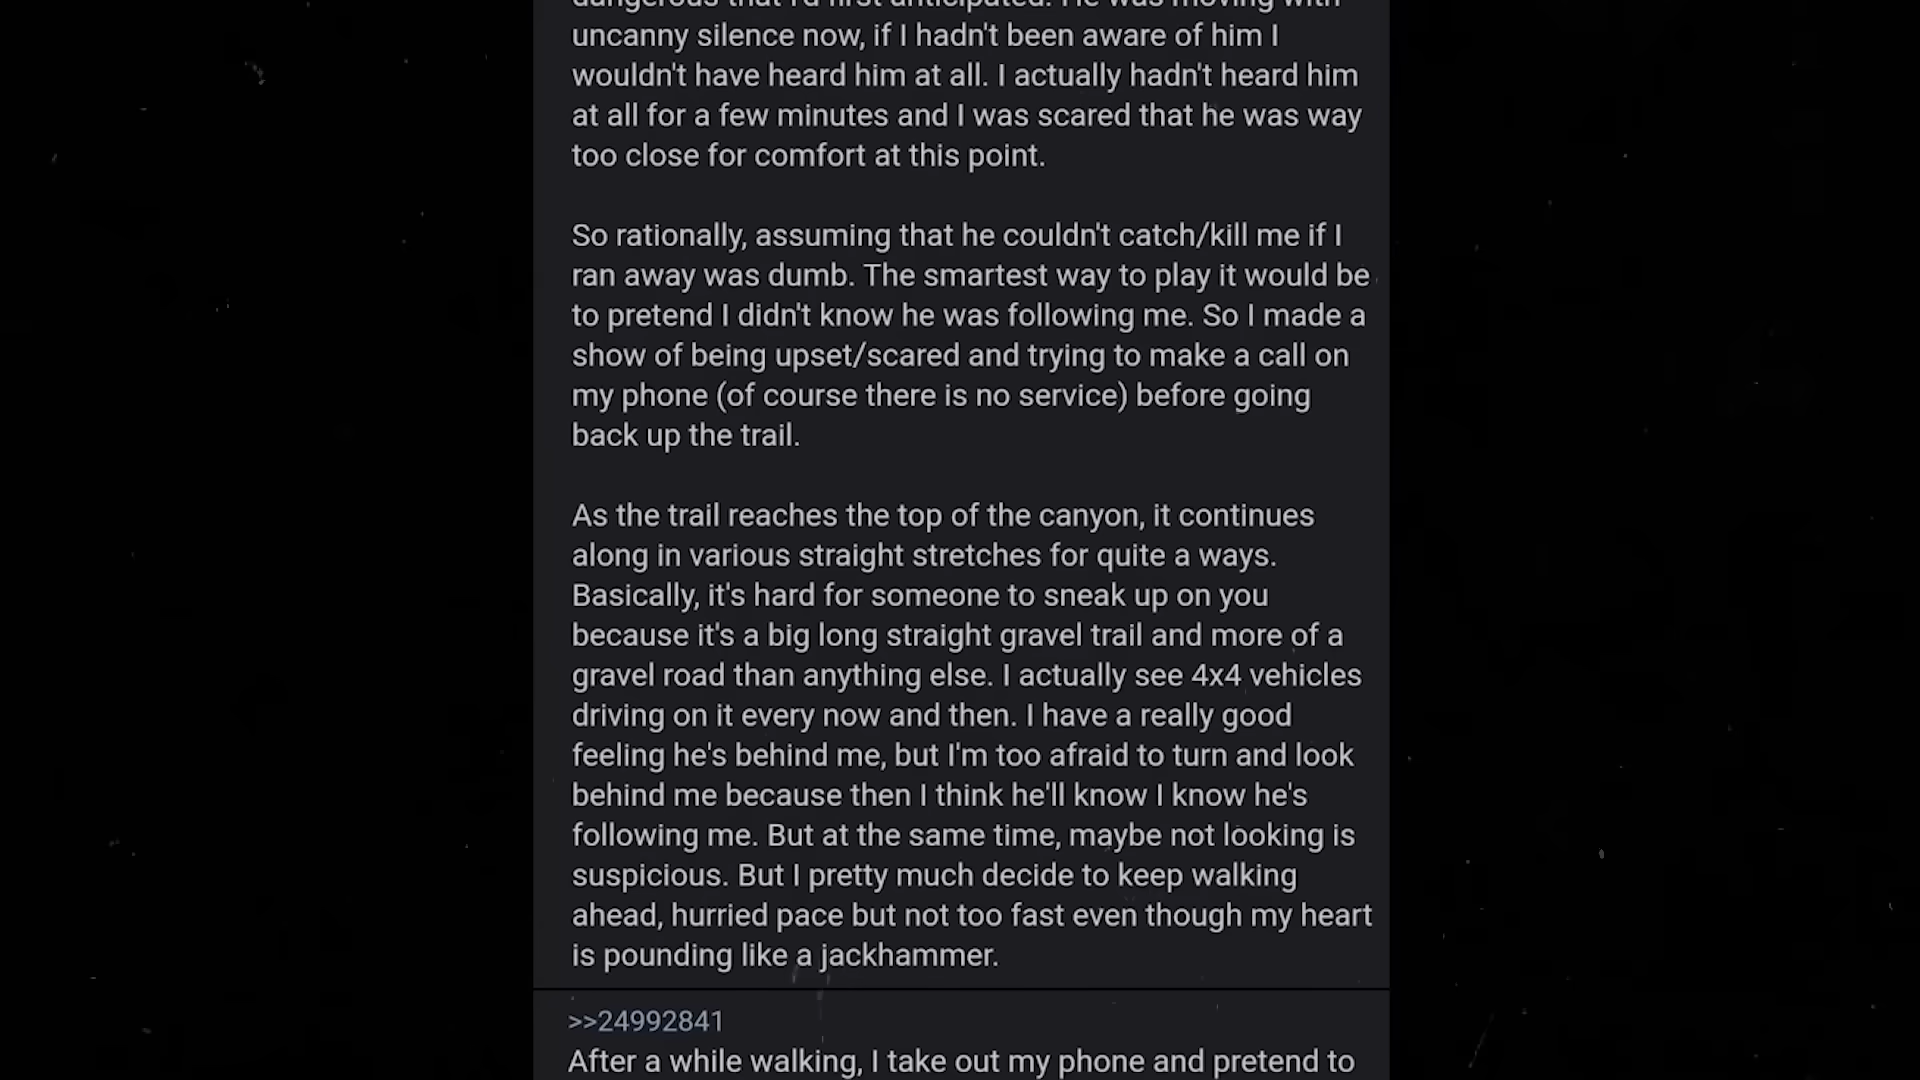 dangerous that I'd first anticipated. He was moving with
uncanny silence now, if I hadn't been aware of him I
wouldn't have heard him at all. I actually hadn't heard him
at all for a few minutes and I was scared that he was way
too close for comfort at this point.
So rationally, assuming that he couldn't catch/kill me if I
ran away was dumb. The smartest way to play it would be
to pretend I didn't know he was following me. So I made a
show of being upset/scared and trying to make a call on
my phone (of course there is no service) before going
back up the trail.
As the trail reaches the top of the canyon, it continues
along in various straight stretches for quite a ways.
Basically, it's hard for someone to sneak up on you
because it's a big long straight gravel trail and more of a
gravel road than anything else. I actually see 4x4 vehicles
driving on it every now and then. I have a really good
feeling he's behind me, but I'm too afraid to turn and look
behind me because then I think he'll know I know he's
following me. But at the same time, maybe not looking is
suspicious. But I pretty much decide to keep walking
ahead, hurried pace but not too fast even though my heart
is pounding like a jackhammer.
>>24992841
After a while walking, I take out my phone and pretend to